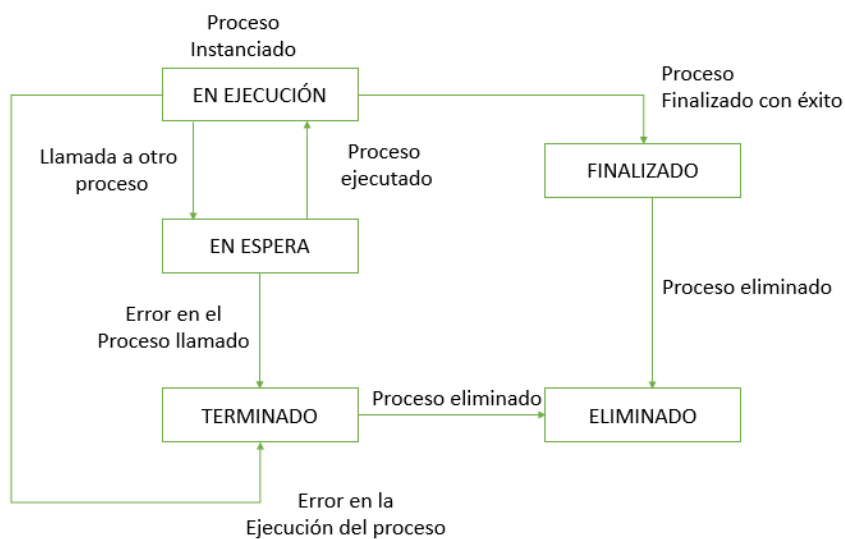 Proceso
Instanciado
EN EJECUCIÓN
Proceso
Finalizado con éxito
Llamada a otro
proceso
Proceso
ejecutado
FINALIZADO
EN ESPERA
Proceso eliminado
Error en el
Proceso llamado
TERMINADO
Proceso eliminado
ELIMINADO
Error en la
Ejecución del proceso